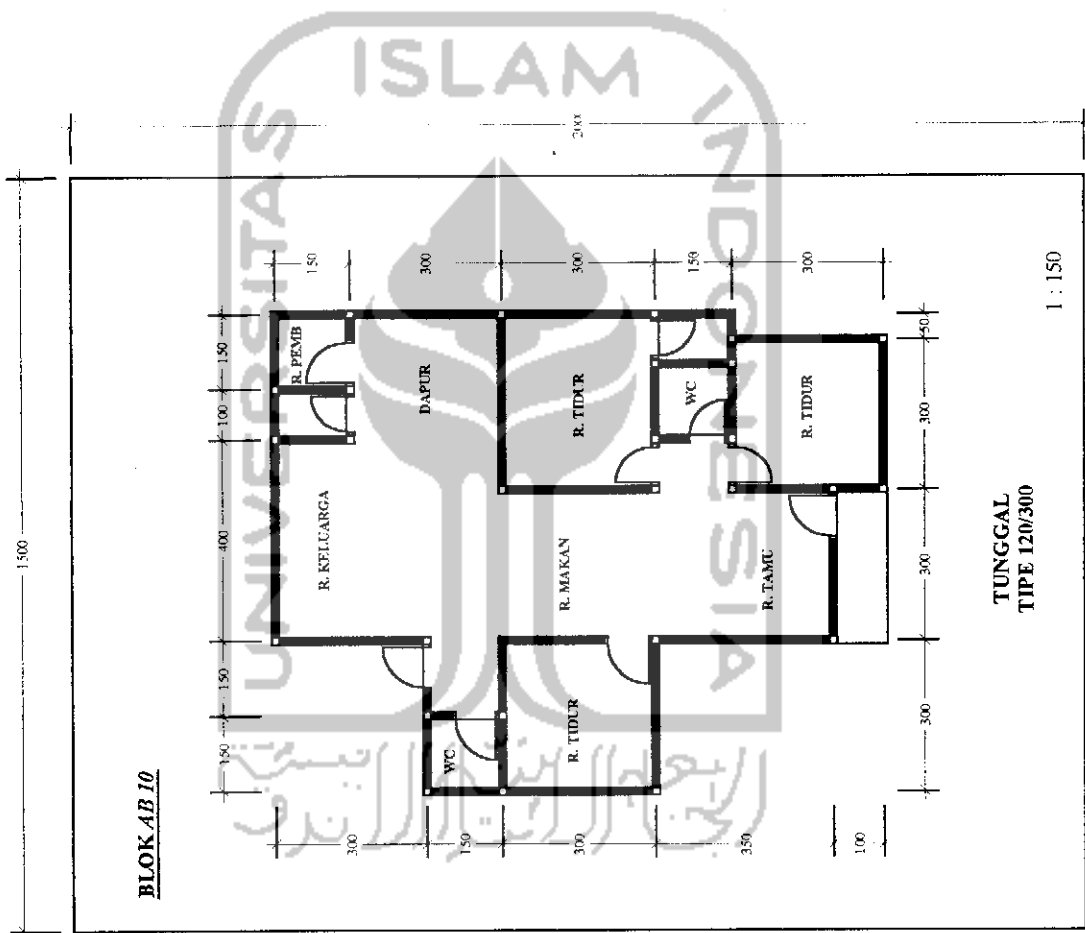 BLOK AB 10
1500
200
150
150
400
100
150
150
300
300
150
300
300
150
300
350
100
300
300
300
50
R. PEMB
DAPUR
R. KELUARGA
R. TIDUR
WC
R. TIDUR
R. MAKAN
R. TAMU
WC
R. TIDUR
TUNGGAL
TIPE 120/300
1 : 150
UNIVERSITAS
ISLAM
INDONESIA